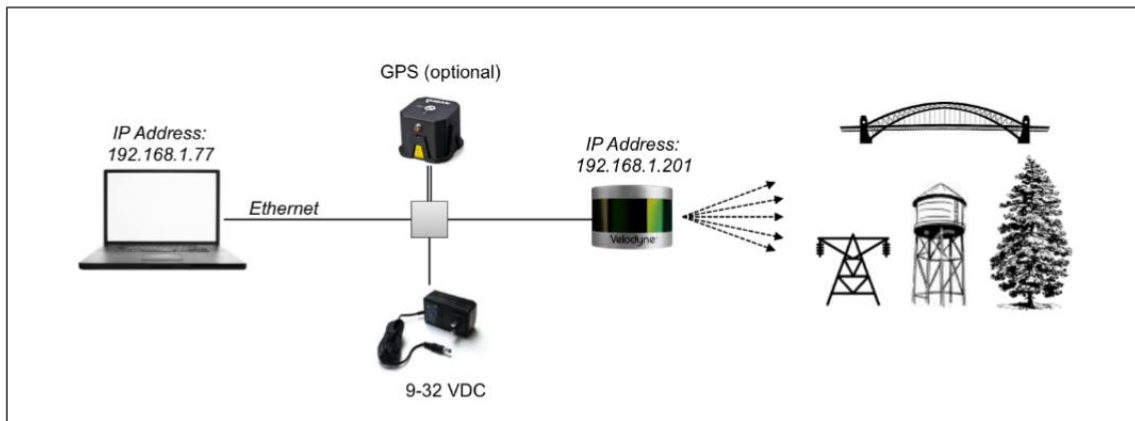 GPS (optional)
IP Address:
192.168.1.77
IP Address:
192.168.1.201
Ethernet
Velodyne
9-32 VDC